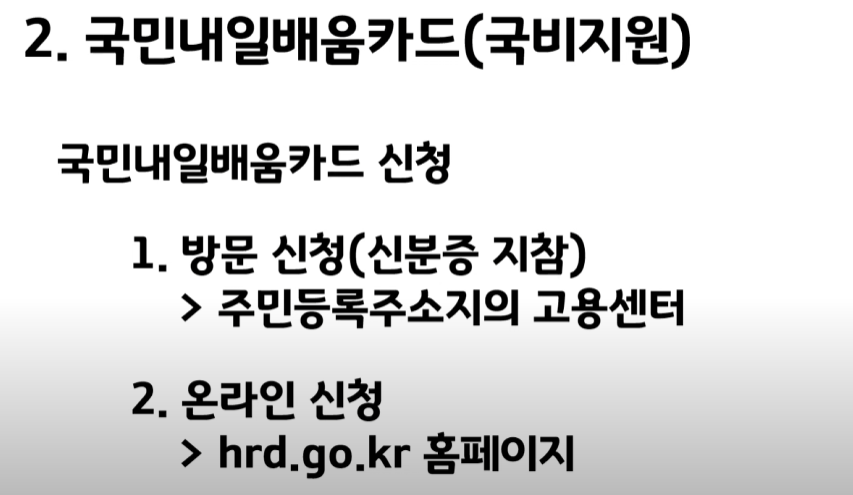 2. 국민내일배움카드(국비지원)
국민내일배움카드 신청
1. 방문 신청(신분증 지참)
> 주민등록주소지의 고용센터
2. 온라인 신청
> hrd.go.kr 홈페이지